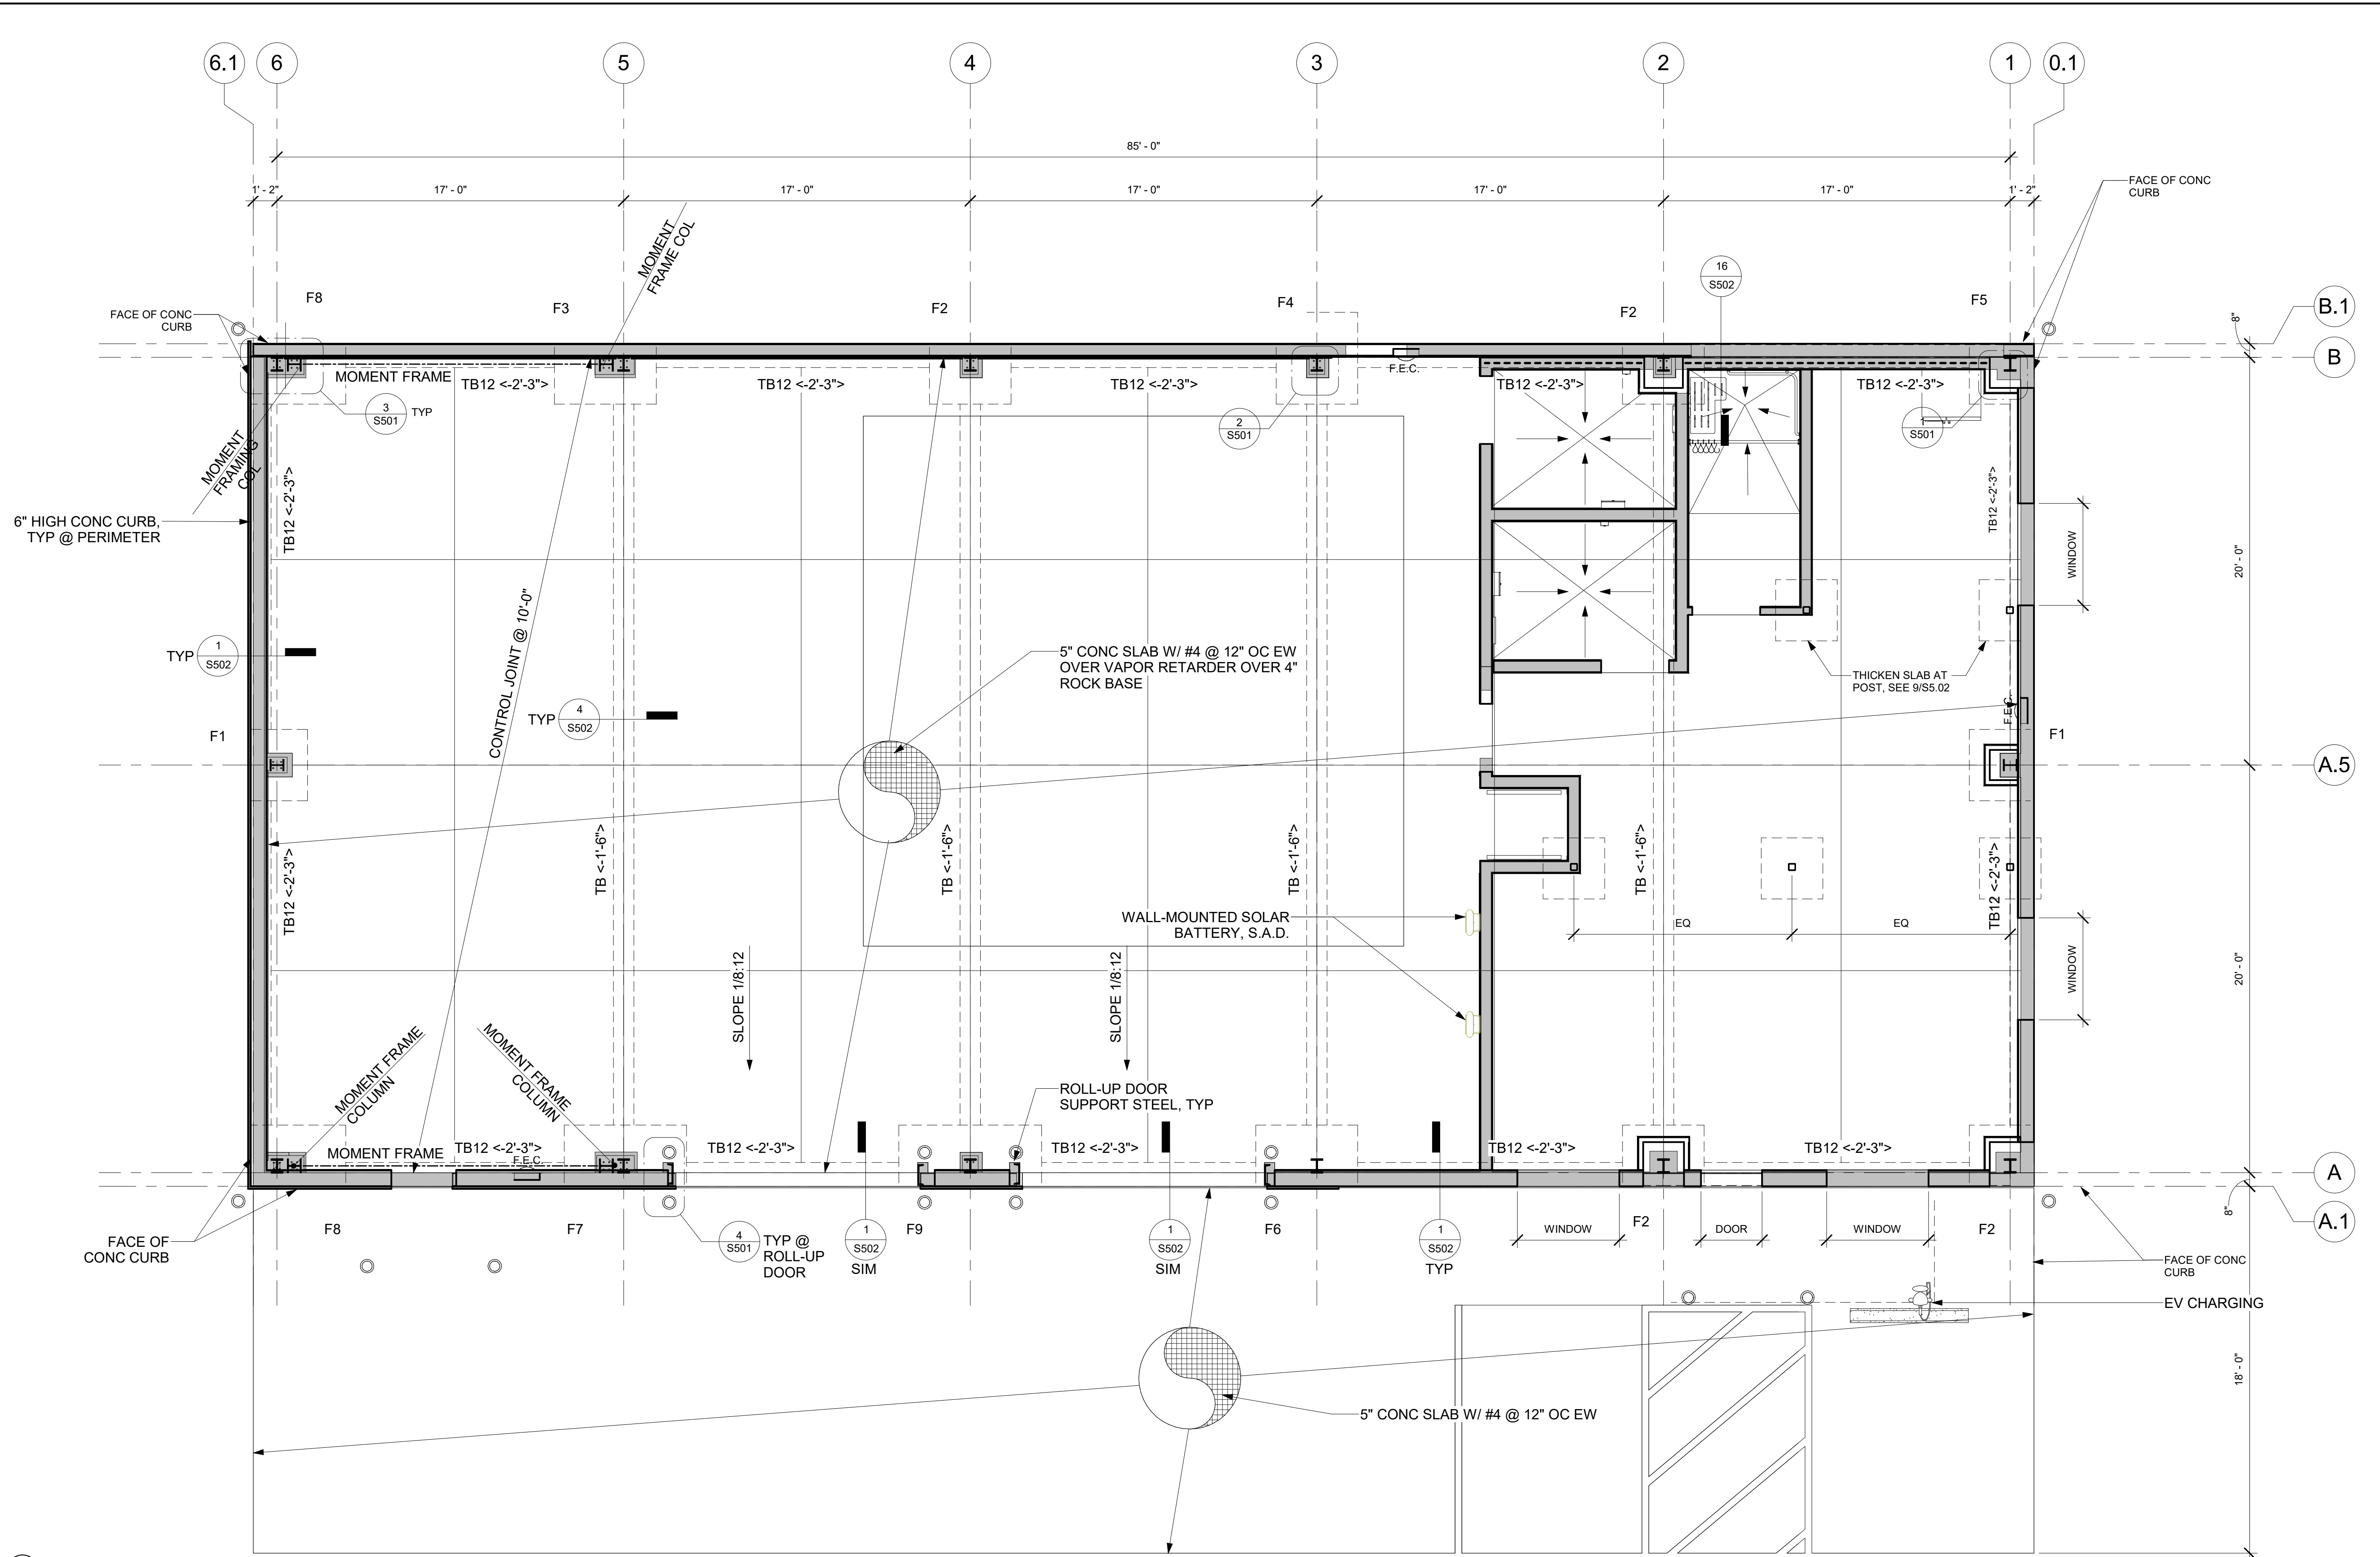 6.1
6
5
4
3
2
1
0.1
85' - 0"
1' - 2"
17' - 0"
17' - 0"
17' - 0"
17' - 0"
17' - 0"
1' - 2"
FACE OF CONC
CURB
MOMENT
FRAME COL
16
S502
F8
F3
F2
F4
F2
F5
FACE OF CONC
CURB
B.1
8"
B
F.E.C.
MOMENT FRAME
TB12 <-2'-3">
TB12 <-2'-3">
TB12 <-2'-3">
TB12 <-2'-3">
TB12 <-2'-3">
3
S501
TYP
2
S501
1
S501
MOMENT
FRAMING
COL
TB12 <-2'-3">
TB12 <-2'-3">
6" HIGH CONC CURB,
TYP @ PERIMETER
WINDOW
20' - 0"
CONTROL JOINT @ 10'-0"
TYP
1
S502
5" CONC SLAB W/ #4 @ 12" OC EW
OVER VAPOR RETARDER OVER 4"
ROCK BASE
THICKEN SLAB AT
POST, SEE 9/S5.02
TYP
4
S502
F.E.C.
F1
F1
A.5
TB12 <-2'-3">
TB <-1'-6">
TB <-1'-6">
TB <-1'-6">
TB <-1'-6">
TB12 <-2'-3">
WALL-MOUNTED SOLAR
BATTERY, S.A.D.
EQ
EQ
SLOPE 1/8:12
SLOPE 1/8:12
WINDOW
20' - 0"
MOMENT FRAME
COLUMN
MOMENT FRAME
COLUMN
ROLL-UP DOOR
SUPPORT STEEL, TYP
MOMENT FRAME
TB12 <-2'-3">
TB12 <-2'-3">
TB12 <-2'-3">
TB12 <-2'-3">
TB12 <-2'-3">
F.E.C.
A
8"
A.1
F8
F7
F9
F6
F2
F2
WINDOW
DOOR
WINDOW
FACE OF
CONC CURB
4
S501
TYP @
ROLL-UP
DOOR
1
S502
SIM
1
S502
SIM
1
S502
TYP
FACE OF CONC
CURB
EV CHARGING
18' - 0"
5" CONC SLAB W/ #4 @ 12" OC EW